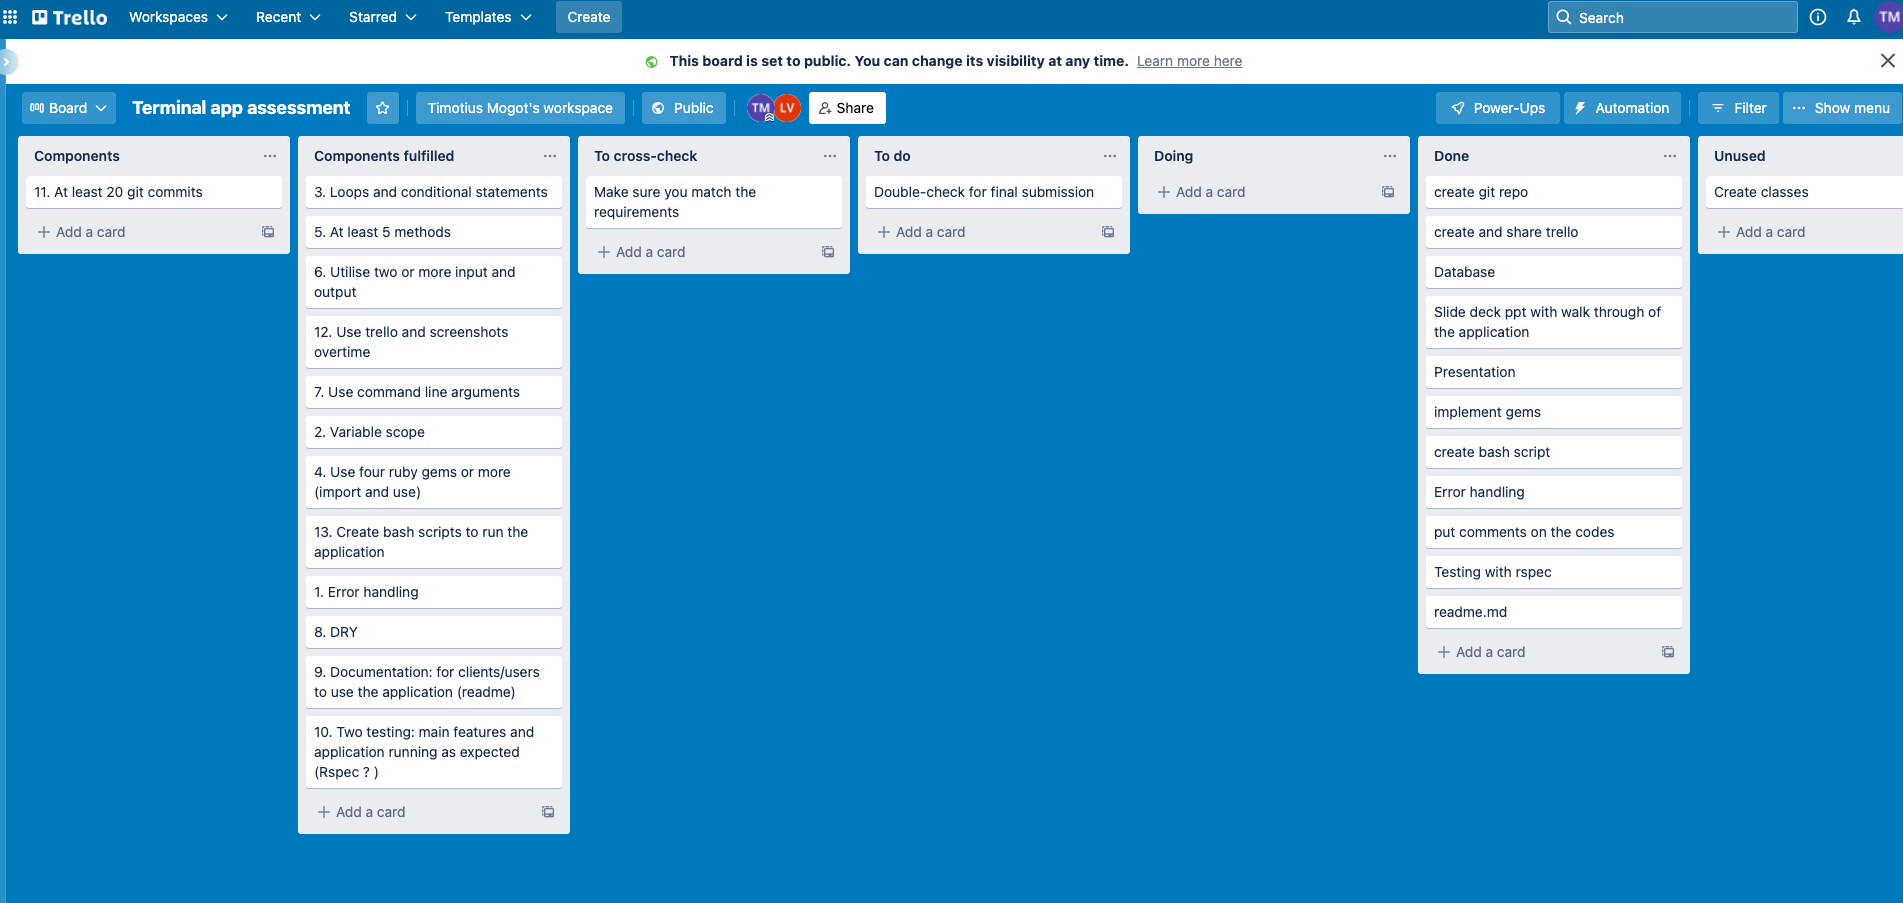 Trello Workspaces Recent Starred Templates Create Search TM
This board is set to public. You can change its visibility at any time. Learn more here
Board Terminal app assessment Timotius Mogot's workspace Public TM LV Share Power-Ups Automation Filter ··· Show menu
Components ···
11. At least 20 git commits
+ Add a card
Components fulfilled ···
3. Loops and conditional statements
5. At least 5 methods
6. Utilise two or more input and
output
12. Use trello and screenshots
overtime
7. Use command line arguments
2. Variable scope
4. Use four ruby gems or more
(import and use)
13. Create bash scripts to run the
application
1. Error handling
8. DRY
9. Documentation: for clients/users
to use the application (readme)
10. Two testing: main features and
application running as expected
(Rspec ? )
+ Add a card
To cross-check ···
Make sure you match the
requirements
+ Add a card
To do ···
Double-check for final submission
+ Add a card
Doing ···
+ Add a card
Done ···
create git repo
create and share trello
Database
Slide deck ppt with walk through of
the application
Presentation
implement gems
create bash script
Error handling
put comments on the codes
Testing with rspec
readme.md
+ Add a card
Unused
Create classes
+ Add a card